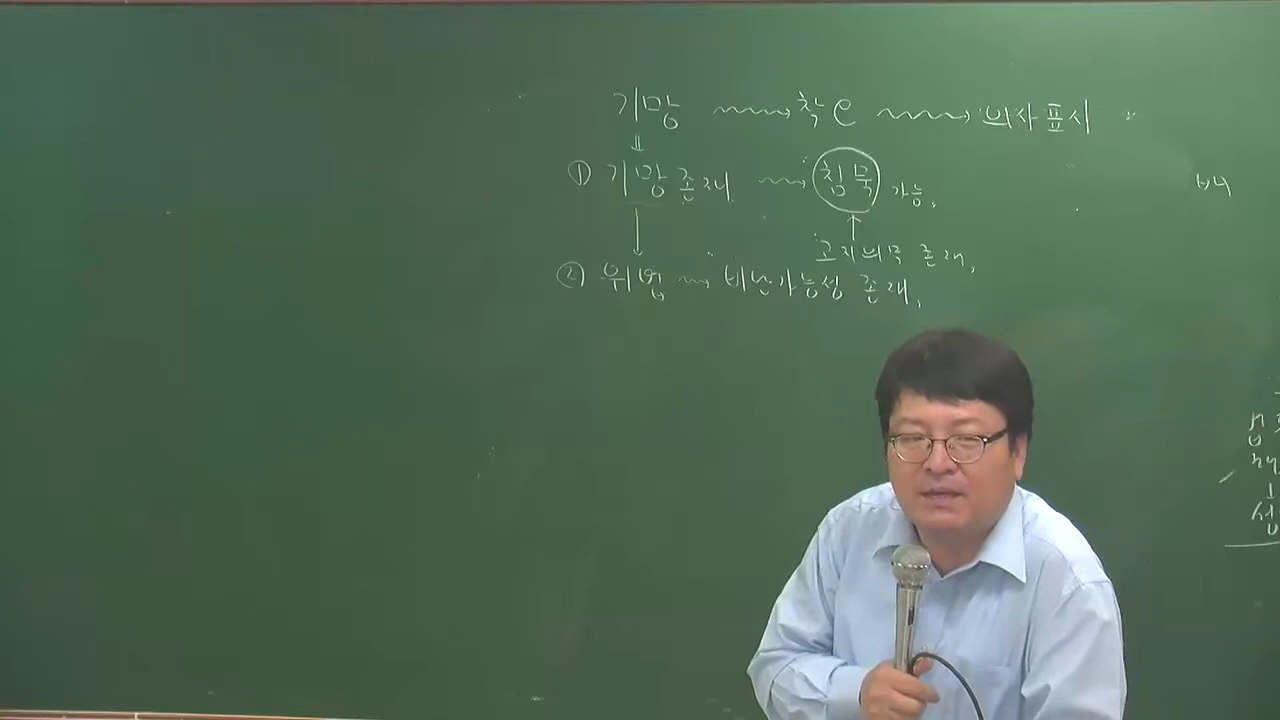 기망 → 착e → 의사표시
⇓
① 기망존재 → 침묵 가능,
↓ ↑
고지의무 존재,
② 위법 → 비난가능성 존재,